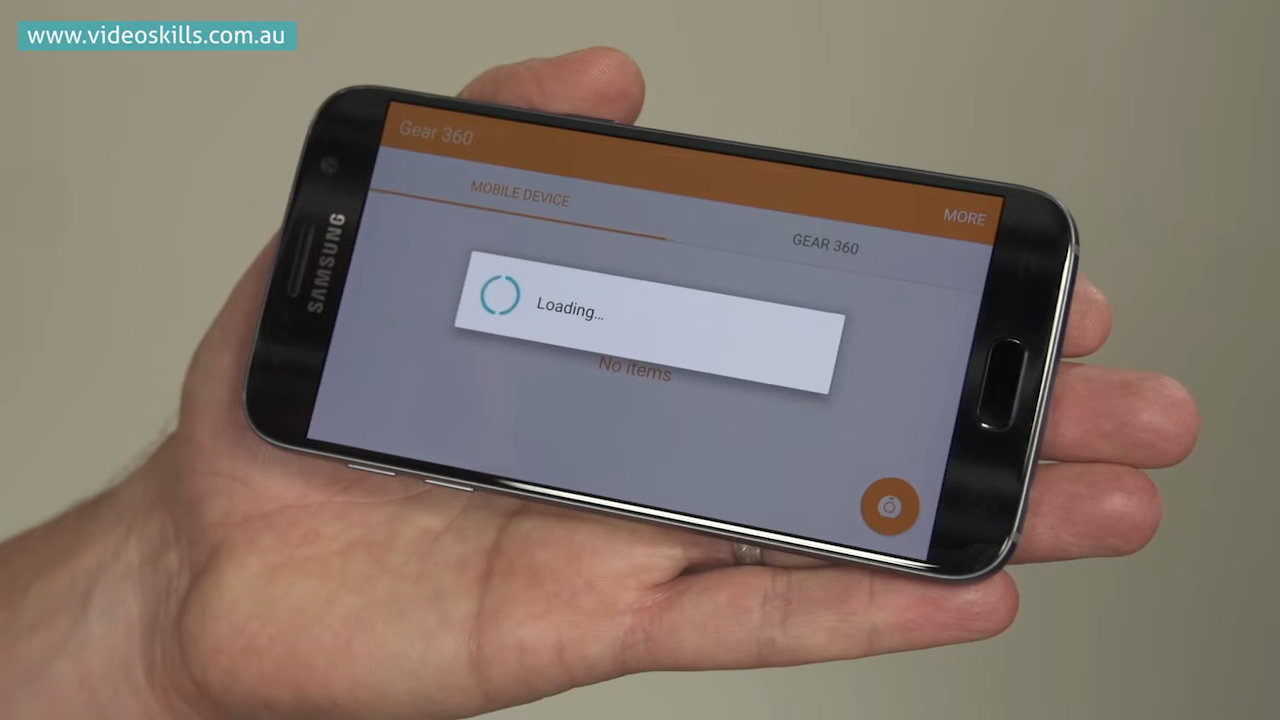 www.videoskills.com.au
Gear 360
MORE
MOBILE DEVICE
GEAR 360
Loading...
No items
SAMSUNG